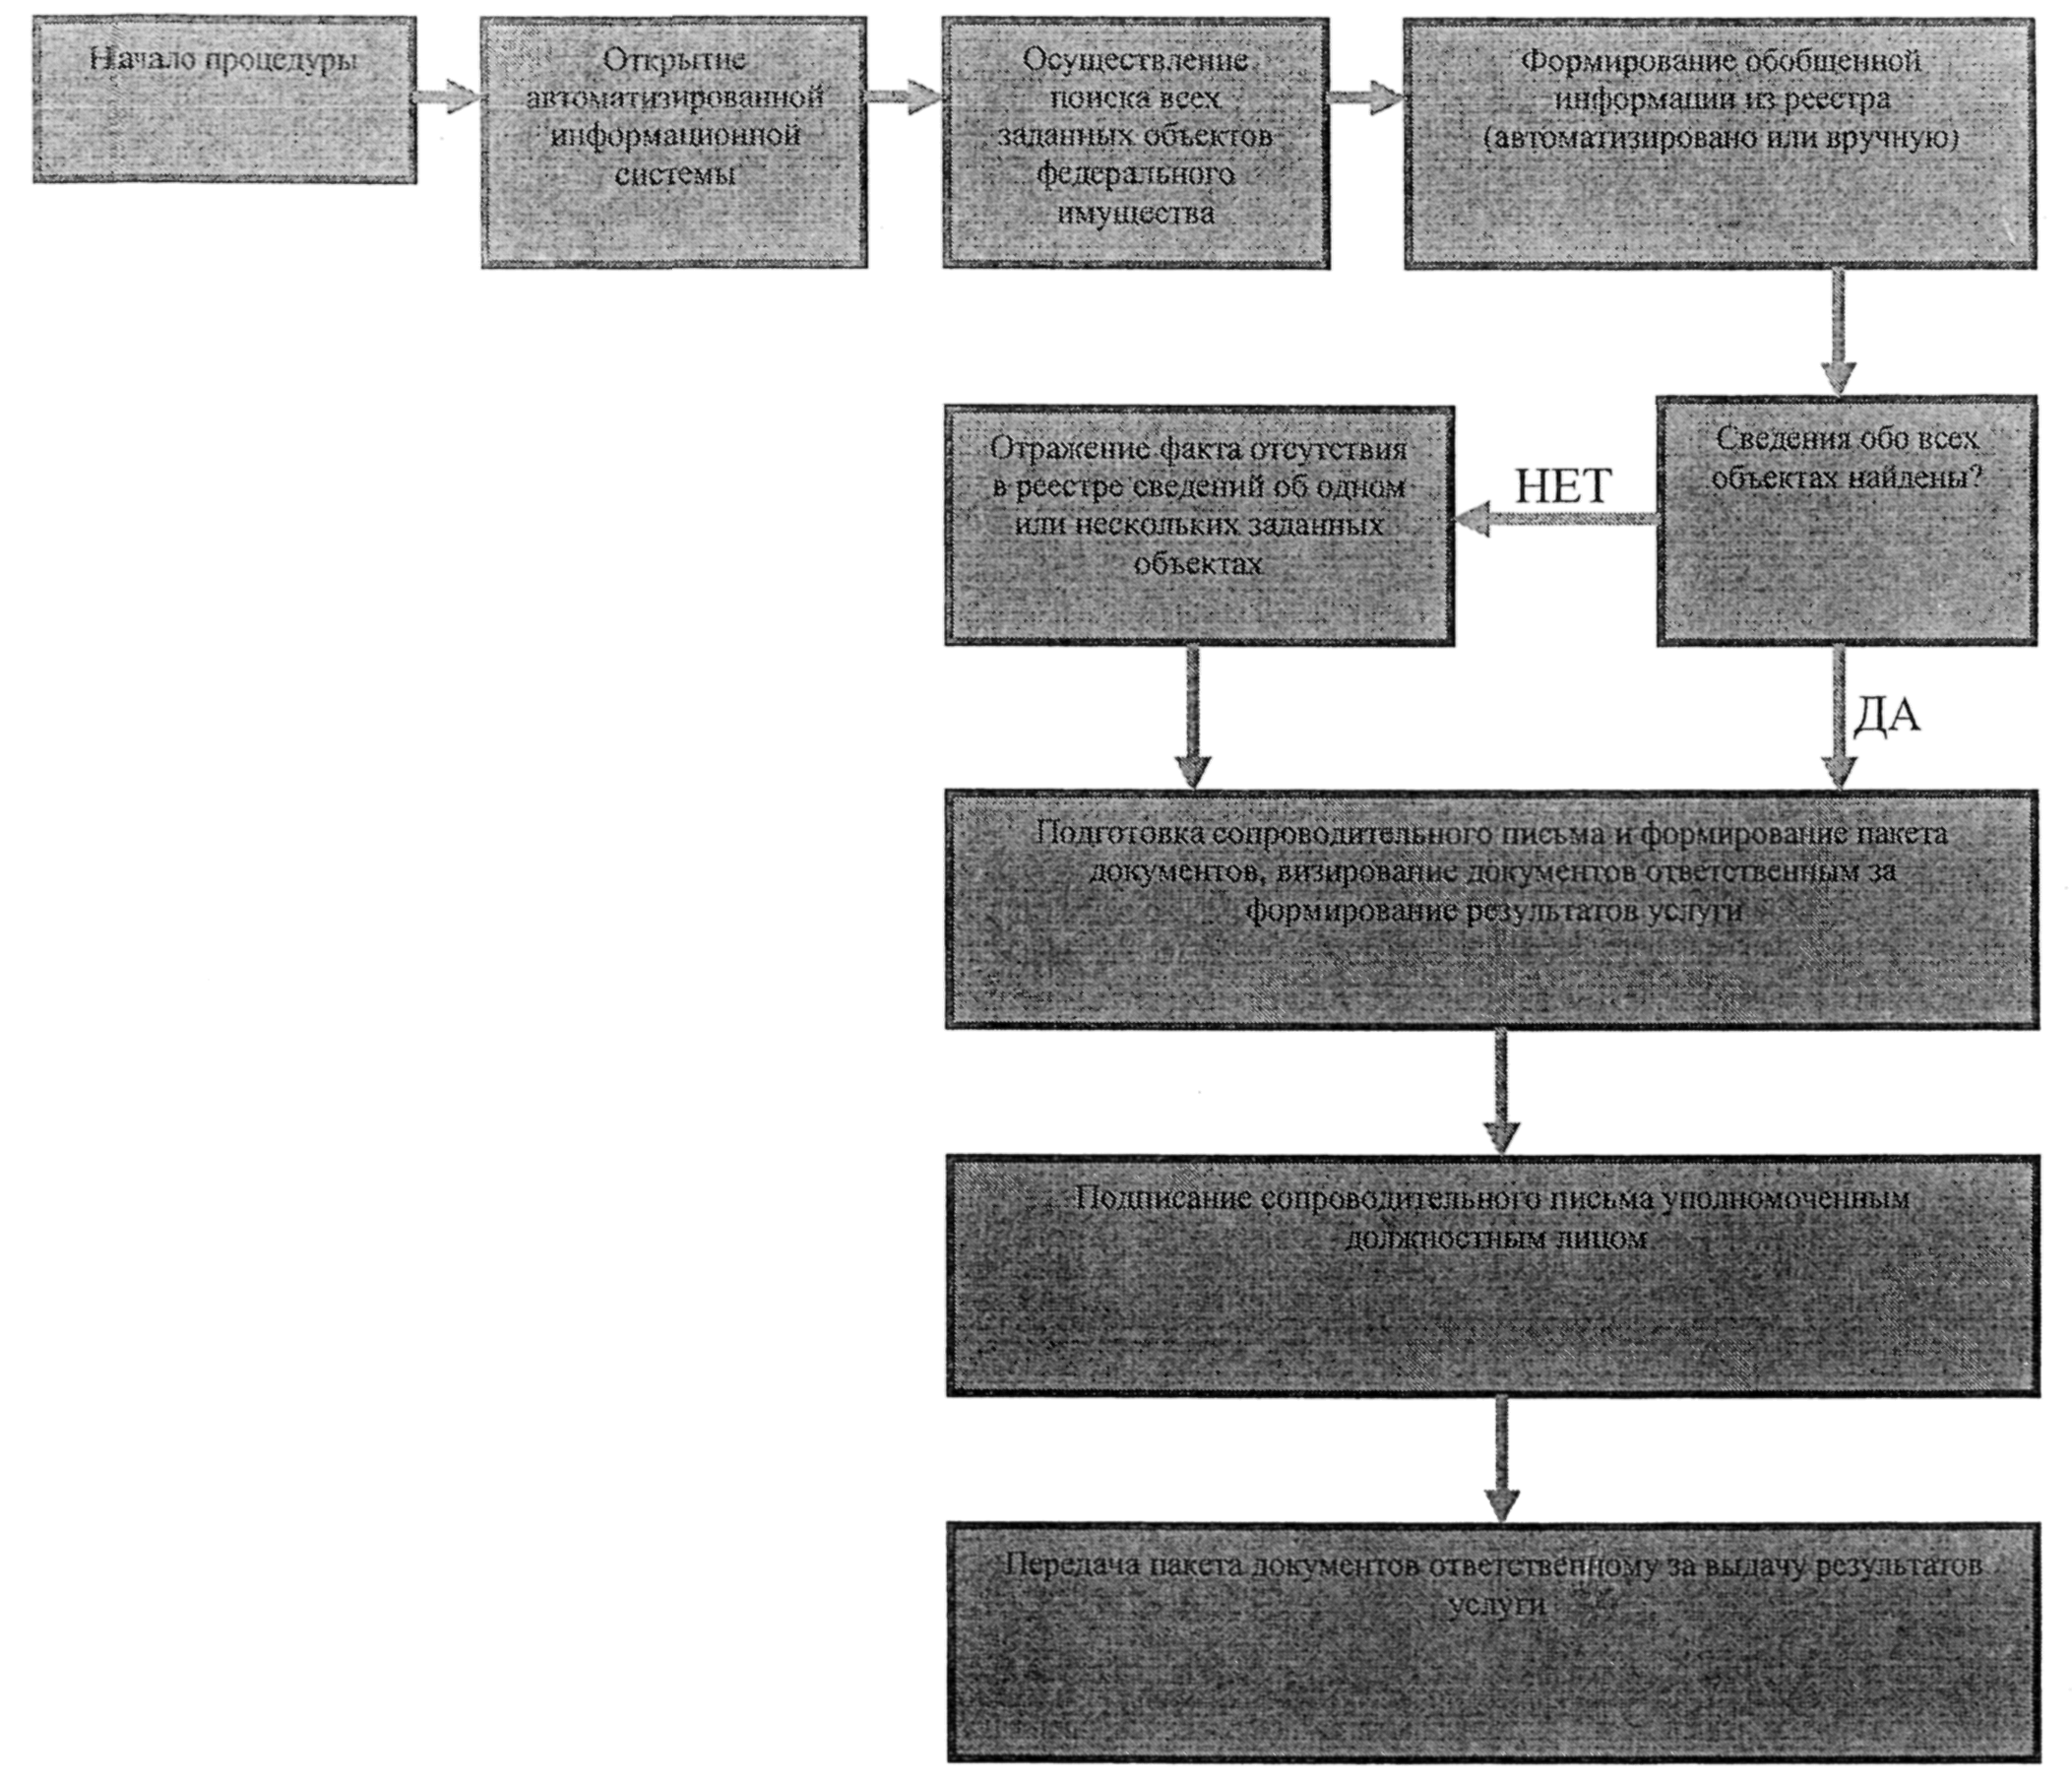 Начало процедуры
Открытие
автоматизированной
информационной
системы
Осуществление
поиска всех
заданных объектов
федерального
имущества
Формирование обобщенной
информации из реестра
(автоматизировано или вручную)
Сведения обо всех
объектах найдены?
НЕТ
Отражение факта отсутствия
в реестре сведений об одном
или нескольких заданных
объектах
ДА
Подготовка сопроводительного письма и формирование пакета
документов, визирование документов ответственным за
формирование результатов услуги
Подписание сопроводительного письма уполномоченным
должностным лицом
Передача пакета документов ответственному за выдачу результатов
услуги